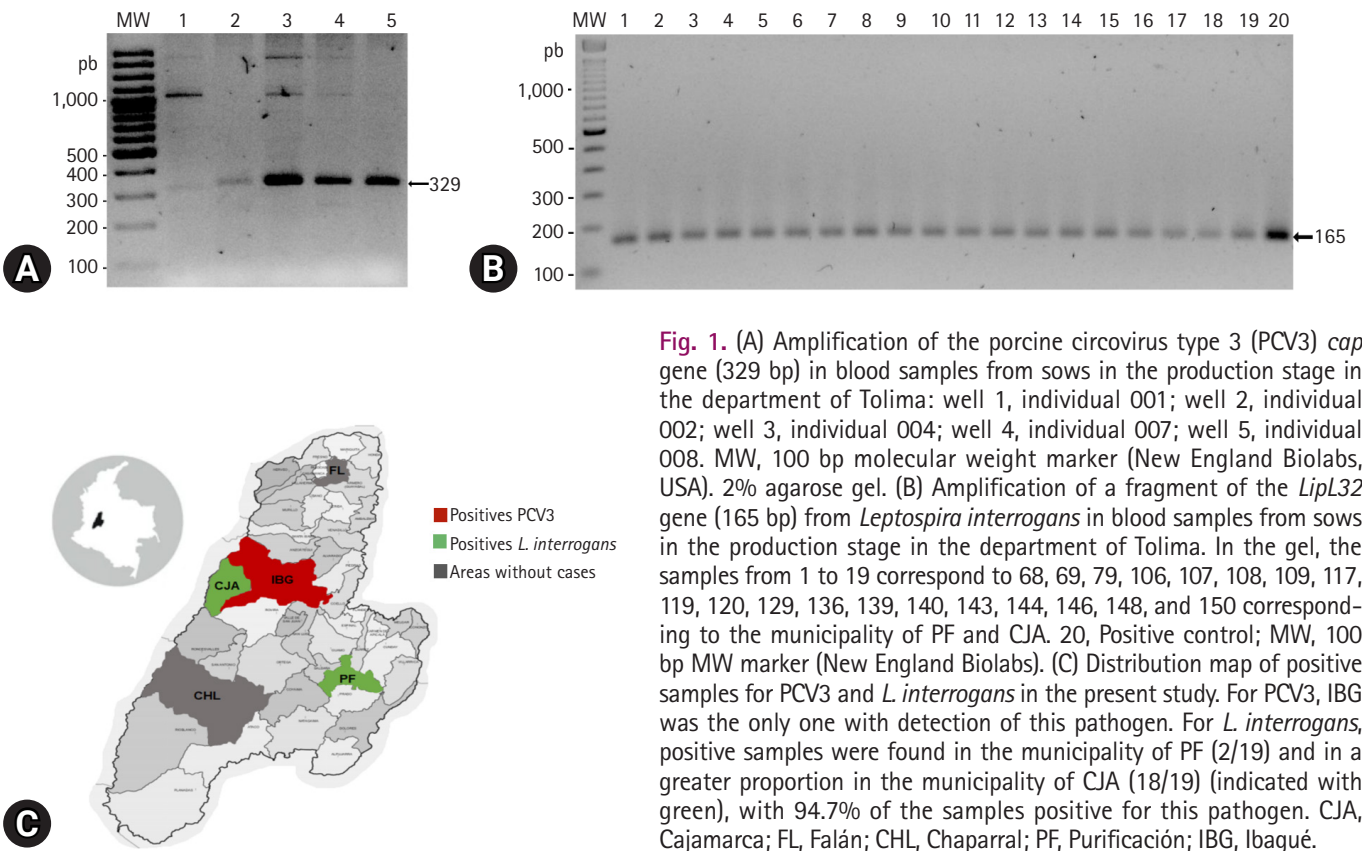 MW 1 2 3 4 5
pb
1,000
500
400
300
200
100
329
A
MW 1 2 3 4 5 6 7 8 9 10 11 12 13 14 15 16 17 18 19 20
pb
1,000
500
300
200
100
165
B
FL
CJA
IBG
CHL
PF
Positives PCV3
Positives L. interrogans
Areas without cases
C
Fig. 1. (A) Amplification of the porcine circovirus type 3 (PCV3) cap
gene (329 bp) in blood samples from sows in the production stage in
the department of Tolima: well 1, individual 001; well 2, individual
002; well 3, individual 004; well 4, individual 007; well 5, individual
008. MW, 100 bp molecular weight marker (New England Biolabs,
USA). 2% agarose gel. (B) Amplification of a fragment of the LipL32
gene (165 bp) from Leptospira interrogans in blood samples from sows
in the production stage in the department of Tolima. In the gel, the
samples from 1 to 19 correspond to 68, 69, 79, 106, 107, 108, 109, 117,
119, 120, 129, 136, 139, 140, 143, 144, 146, 148, and 150 correspond-
ing to the municipality of PF and CJA. 20, Positive control; MW, 100
bp MW marker (New England Biolabs). (C) Distribution map of positive
samples for PCV3 and L. interrogans in the present study. For PCV3, IBG
was the only one with detection of this pathogen. For L. interrogans,
positive samples were found in the municipality of PF (2/19) and in a
greater proportion in the municipality of CJA (18/19) (indicated with
green), with 94.7% of the samples positive for this pathogen. CJA,
Cajamarca; FL, Falán; CHL, Chaparral; PF, Purificación; IBG, Ibagué.